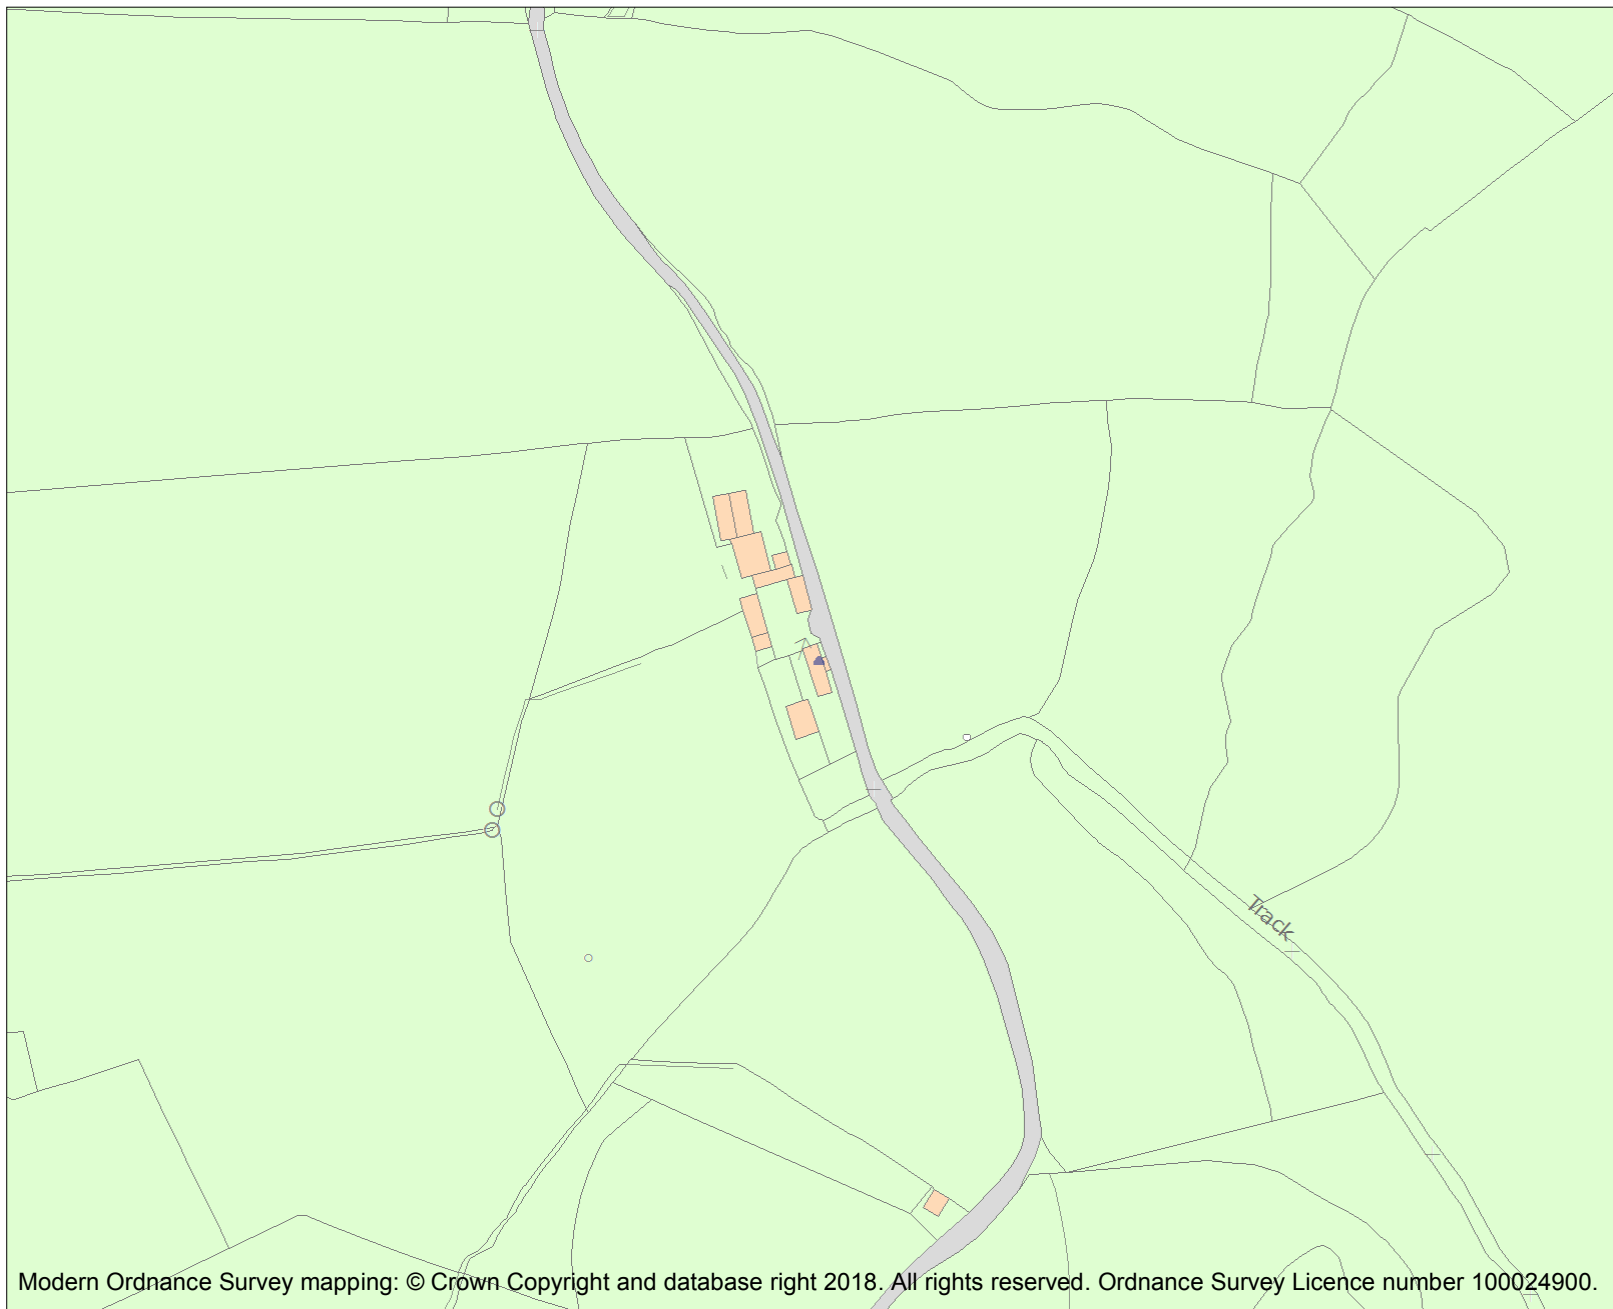 Track
Modern Ordnance Survey mapping: © Crown Copyright and database right 2018. All rights reserved. Ordnance Survey Licence number 100024900.